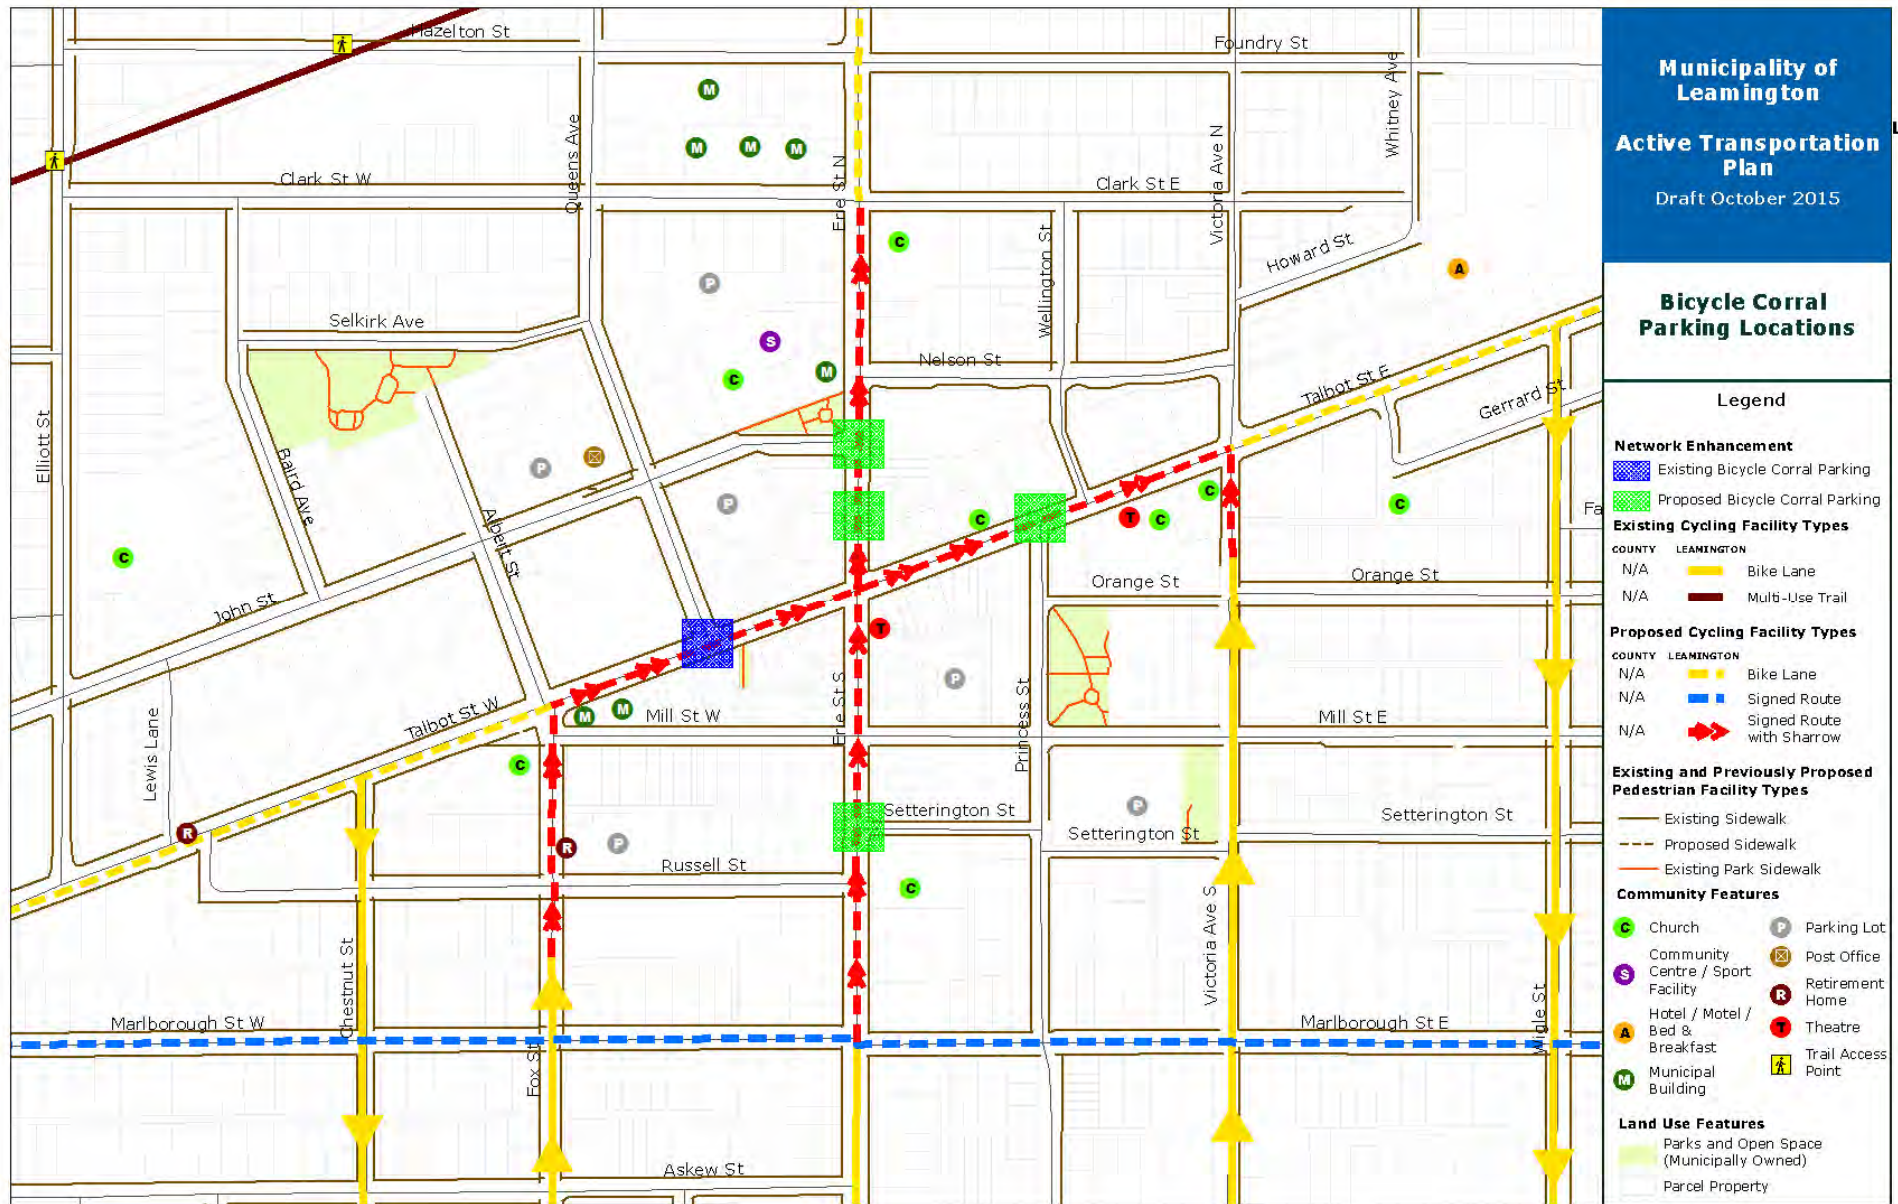 Hazelton St
Foundry St
Whitney Ave
Queens Ave
Erie St N
Victoria Ave N
Clark St W
Clark St E
Wellington St
Howard St
Selkirk Ave
Nelson St
Talbot St E
Gerrard St
Elliott St
Baird Ave
Albert St
Fa
Orange St
Orange St
John St
Talbot St W
Mill St W
Erie St S
Princess St
Mill St E
Lewis Lane
Setterington St
Setterington St
Setterington St
Russell St
Chestnut St
Victoria Ave S
Wigle St
Marlborough St W
Marlborough St E
Fox St
Askew St
M
M M M
C
P
S
C
M
A
P
P
C
C
T
C
C
C
T
P
M
M
C
P
R
R
P
C
Municipality of
Leamington
Active Transportation
Plan
Draft October 2015
Bicycle Corral
Parking Locations
Legend
Network Enhancement
Existing Bicycle Corral Parking
Proposed Bicycle Corral Parking
Existing Cycling Facility Types
COUNTY LEAMINGTON
N/A Bike Lane
N/A Multi-Use Trail
Proposed Cycling Facility Types
COUNTY LEAMINGTON
N/A Bike Lane
N/A Signed Route
N/A Signed Route
with Sharrow
Existing and Previously Proposed
Pedestrian Facility Types
Existing Sidewalk
Proposed Sidewalk
Existing Park Sidewalk
Community Features
C Church
S Community
Centre / Sport
Facility
A Hotel / Motel /
Bed &
Breakfast
M Municipal
Building
P Parking Lot
Post Office
R Retirement
Home
T Theatre
Trail Access
Point
Land Use Features
Parks and Open Space
(Municipally Owned)
Parcel Property